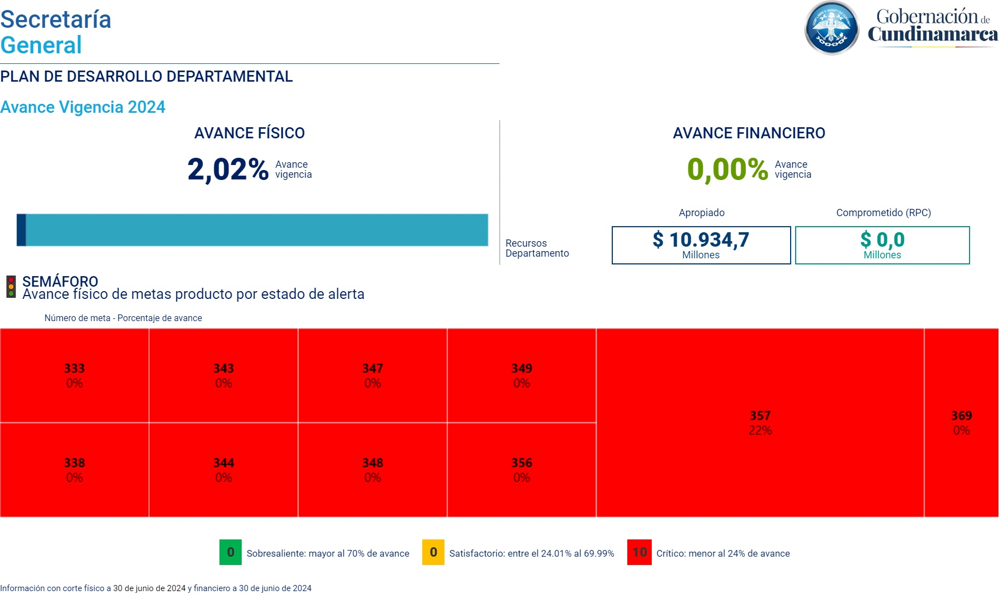 Secretaría
General
Gobernación de
Cundinamarca
PLAN DE DESARROLLO DEPARTAMENTAL
Avance Vigencia 2024
AVANCE FÍSICO
2,02%
Avance
vigencia
AVANCE FINANCIERO
0,00%
Avance
vigencia
Apropiado
Comprometido (RPC)
Recursos
Departamento
$ 10.934,7
Millones
$ 0,0
Millones
SEMÁFORO
Avance físico de metas producto por estado de alerta
Número de meta - Porcentaje de avance
333
0%
343
0%
347
0%
349
0%
357
22%
369
0%
338
0%
344
0%
348
0%
356
0%
0 Sobresaliente: mayor al 70% de avance
0 Satisfactorio: entre el 24.01% al 69.99%
10 Crítico: menor al 24% de avance
Información con corte físico a 30 de junio de 2024 y financiero a 30 de junio de 2024